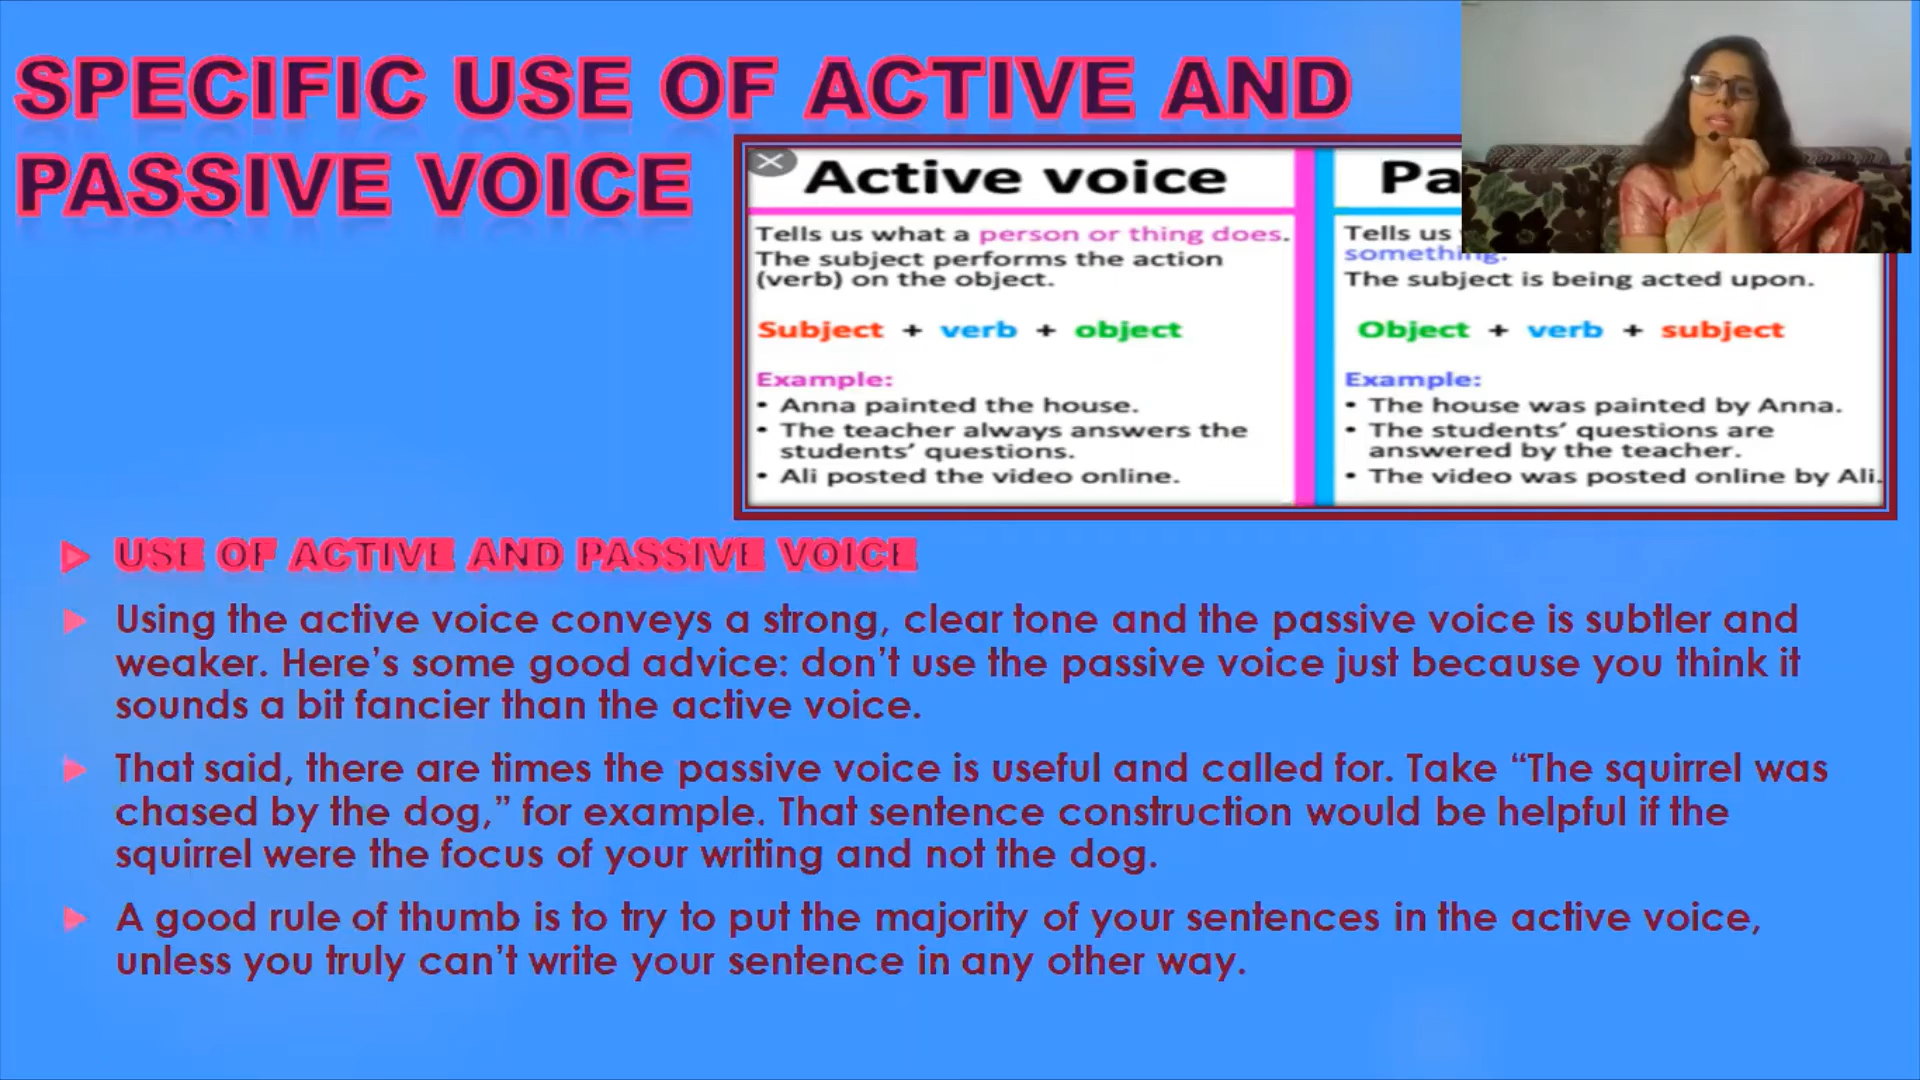 SPECIFIC USE OF ACTIVE AND
PASSIVE VOICE
Active voice
Tells us what a person or thing does.
The subject performs the action
(verb) on the object.
Subject + verb + object
Example:
• Anna painted the house.
• The teacher always answers the
students’ questions.
• Ali posted the video online.
Tells us
something.
The subject is being acted upon.
Object + verb + subject
Example:
• The house was painted by Anna.
• The students’ questions are
answered by the teacher.
• The video was posted online by Ali.
USE OF ACTIVE AND PASSIVE VOICE
Using the active voice conveys a strong, clear tone and the passive voice is subtler and
weaker. Here’s some good advice: don’t use the passive voice just because you think it
sounds a bit fancier than the active voice.
That said, there are times the passive voice is useful and called for. Take “The squirrel was
chased by the dog,” for example. That sentence construction would be helpful if the
squirrel were the focus of your writing and not the dog.
A good rule of thumb is to try to put the majority of your sentences in the active voice,
unless you truly can’t write your sentence in any other way.